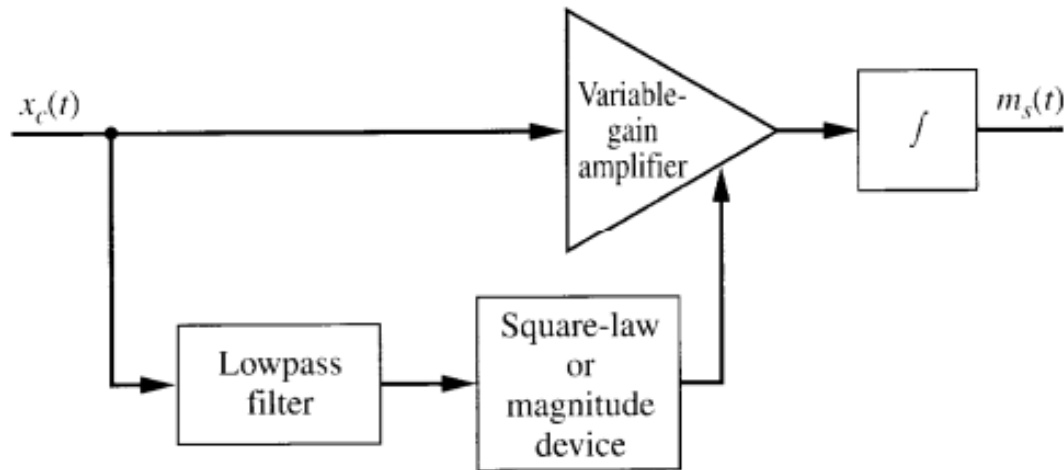 x_c(t)
Variable-
gain
amplifier
∫
m_s(t)
Lowpass
filter
Square-law
or
magnitude
device